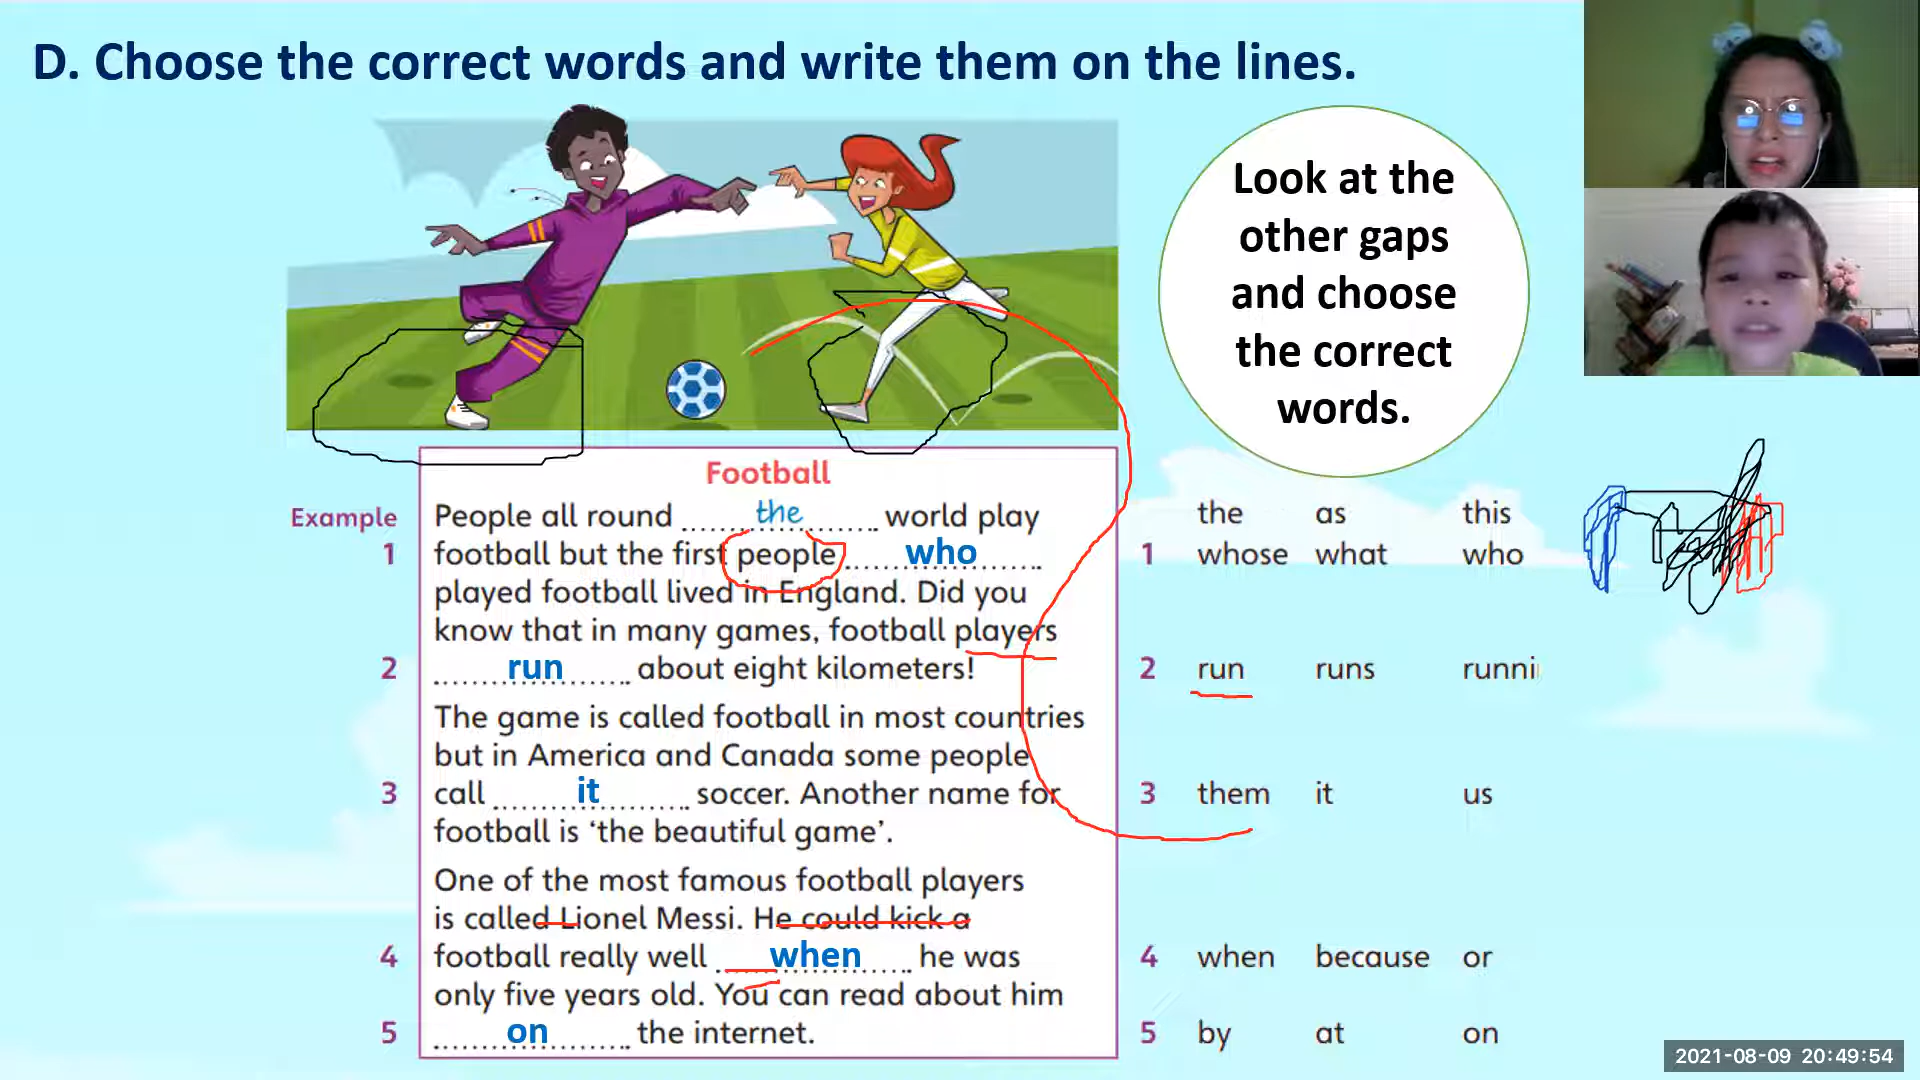 D. Choose the correct words and write them on the lines.
Look at the
other gaps
and choose
the correct
words.
Football
Example People all round the world play
1 football but the first people who
played football lived in England. Did you
know that in many games, football players
2 run about eight kilometers!
The game is called football in most countries
but in America and Canada some people
3 call it soccer. Another name for
football is ‘the beautiful game’.
One of the most famous football players
is called Lionel Messi. He could kick a
4 football really well when he was
only five years old. You can read about him
5 on the internet.
the as this
1 whose what who
2 run runs runni
3 them it us
4 when because or
5 by at on
2021-08-09 20:49:54